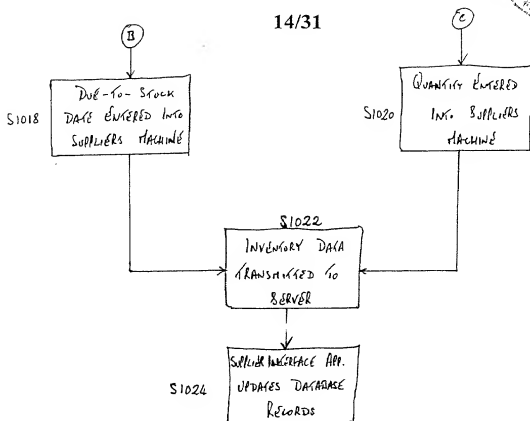 14/31
B
C
S1018
DUE-TO-STOCK
DATE ENTERED INTO
SUPPLIERS MACHINE
S1020
QUANTITY ENTERED
INTO SUPPLIERS
MACHINE
S1022
INVENTORY DATA
TRANSMITTED TO
SERVER
S1024
SUPPLIER INTERFACE APP.
UPDATES DATABASE
RECORDS